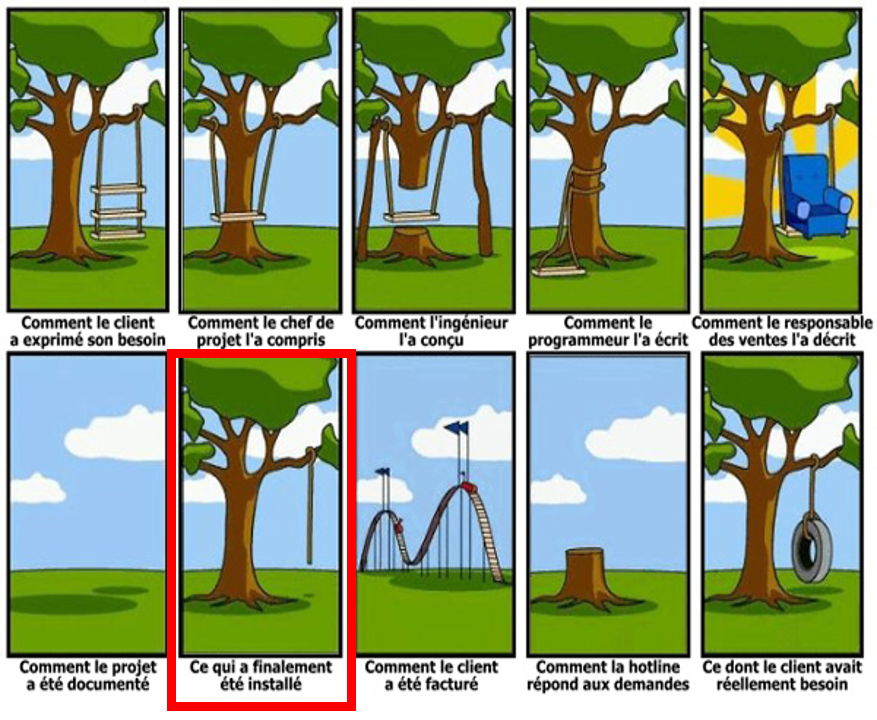 Comment le client
a exprimé son besoin
Comment le chef de
projet l'a compris
Comment l'ingénieur
l'a conçu
Comment le
programmeur l'a écrit
Comment le responsable
des ventes l'a décrit
Comment le projet
a été documenté
Ce qui a finalement
été installé
Comment le client
a été facturé
Comment la hotline
répond aux demandes
Ce dont le client avait
réellement besoin